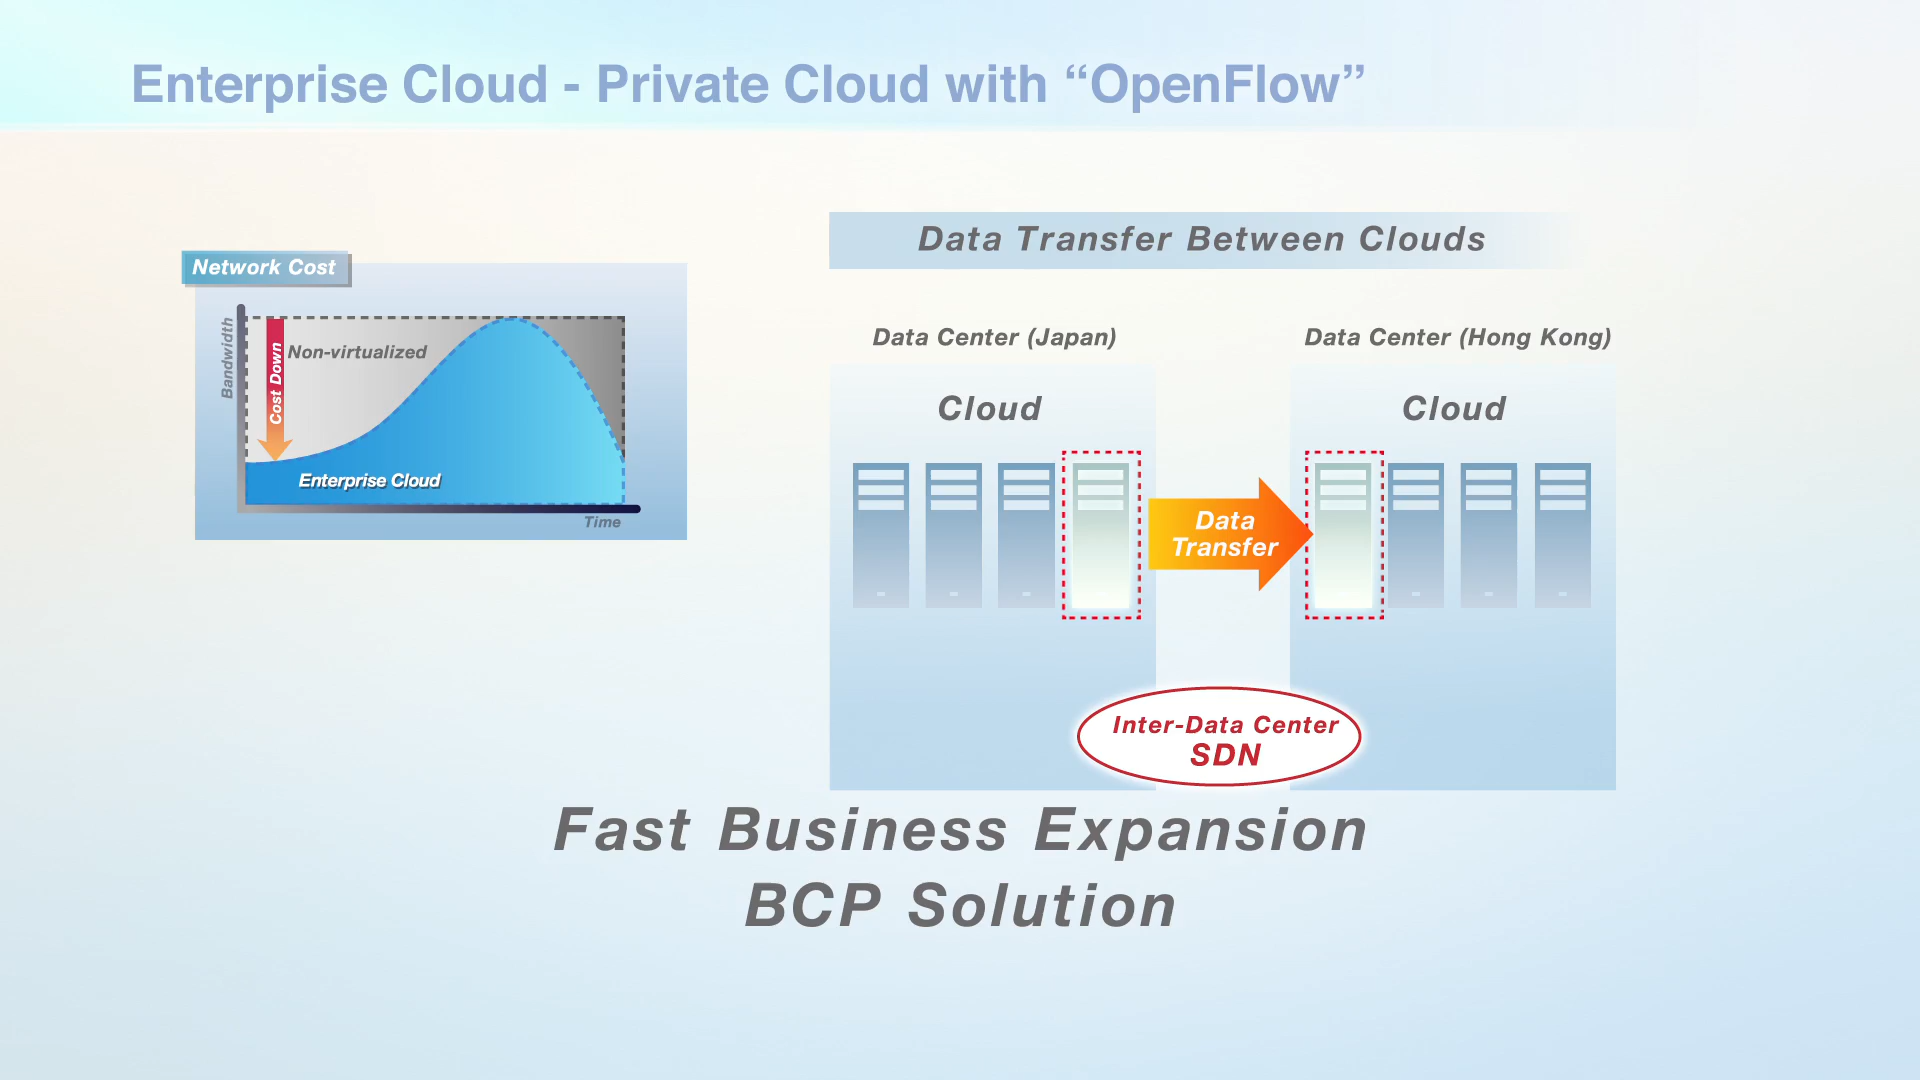 Enterprise Cloud - Private Cloud with “OpenFlow”
Network Cost
Bandwidth
Cost Down
Non-virtualized
Enterprise Cloud
Time
Data Transfer Between Clouds
Data Center (Japan)
Data Center (Hong Kong)
Cloud
Cloud
Data
Transfer
Inter-Data Center
SDN
Fast Business Expansion
BCP Solution